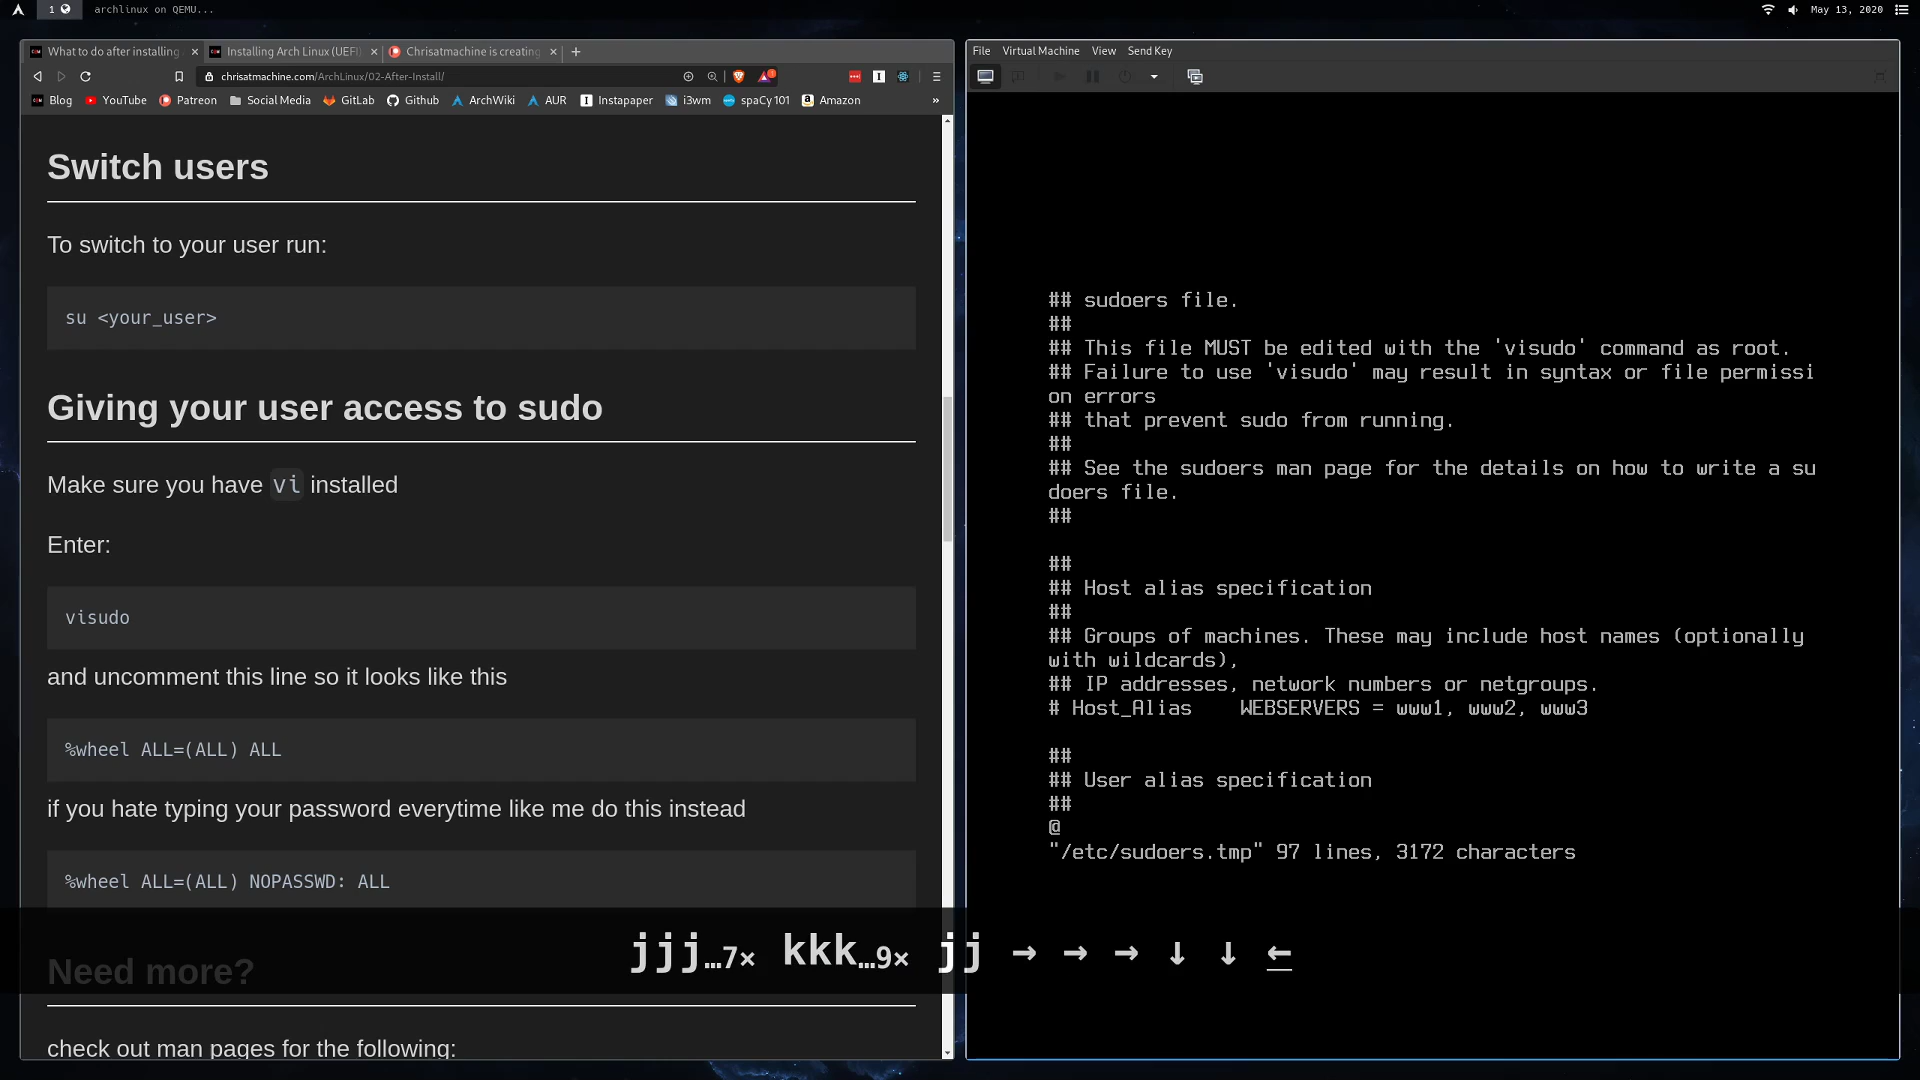 1
archlinux on QEMU...
May 13, 2020
What to do after installing
Installing Arch Linux (UEFI
Chrisatmachine is creating
chrisatmachine.com/ArchLinux/02-After-Install/
Blog
YouTube
Patreon
Social Media
GitLab
Github
ArchWiki
AUR
Instapaper
i3wm
spaCy 101
Amazon
»
Switch users
To switch to your user run:
su <your_user>
Giving your user access to sudo
Make sure you have vi installed
Enter:
visudo
and uncomment this line so it looks like this
%wheel ALL=(ALL) ALL
if you hate typing your password everytime like me do this instead
%wheel ALL=(ALL) NOPASSWD: ALL
Need more?
check out man pages for the following:
File Virtual Machine View Send Key
## sudoers file.
##
## This file MUST be edited with the 'visudo' command as root.
## Failure to use 'visudo' may result in syntax or file permissi
on errors
## that prevent sudo from running.
##
## See the sudoers man page for the details on how to write a su
doers file.
##
##
## Host alias specification
##
## Groups of machines. These may include host names (optionally
with wildcards),
## IP addresses, network numbers or netgroups.
# Host_Alias    WEBSERVERS = www1, www2, www3
##
## User alias specification
##
@
"/etc/sudoers.tmp" 97 lines, 3172 characters
jjj...7× kkk...9× jj → → → ↓ ↓ ←